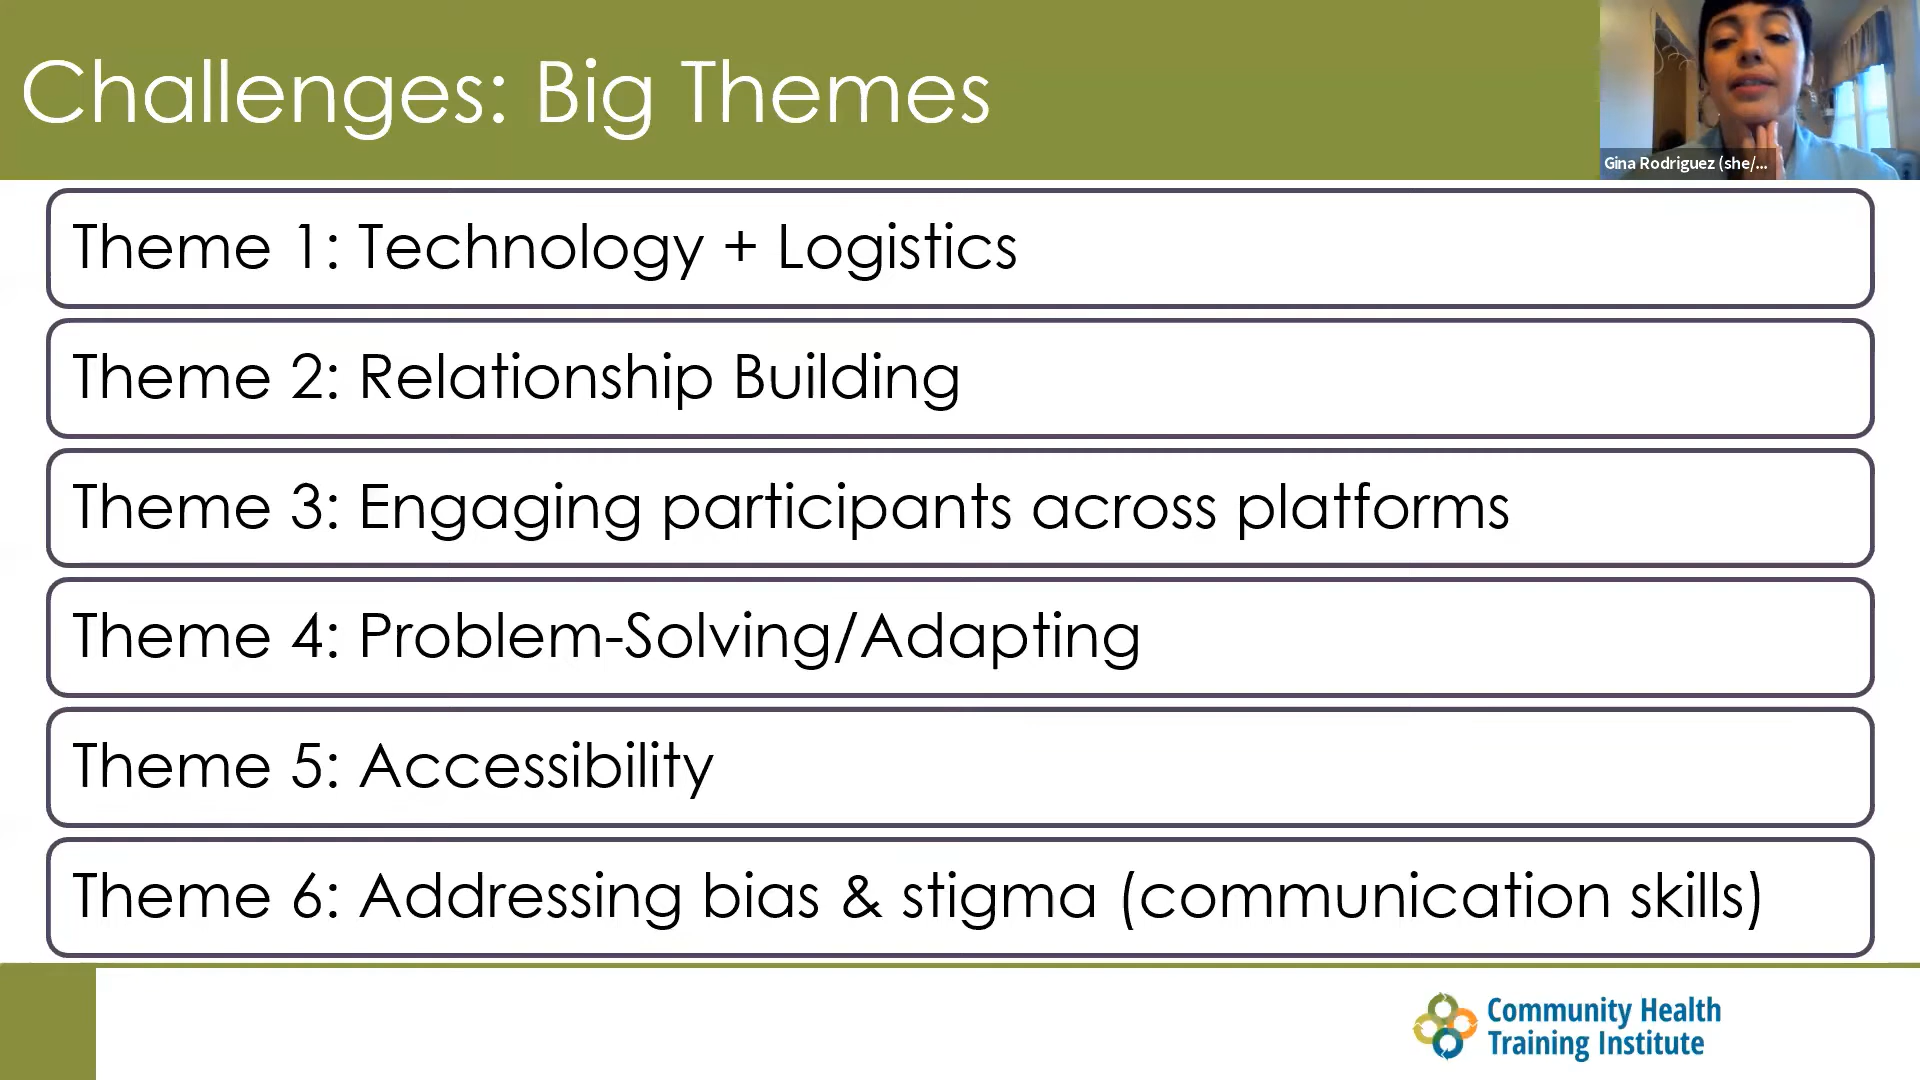 Challenges: Big Themes
Gina Rodriguez (she/...
Theme 1: Technology + Logistics
Theme 2: Relationship Building
Theme 3: Engaging participants across platforms
Theme 4: Problem-Solving/Adapting
Theme 5: Accessibility
Theme 6: Addressing bias & stigma (communication skills)
Community Health
Training Institute